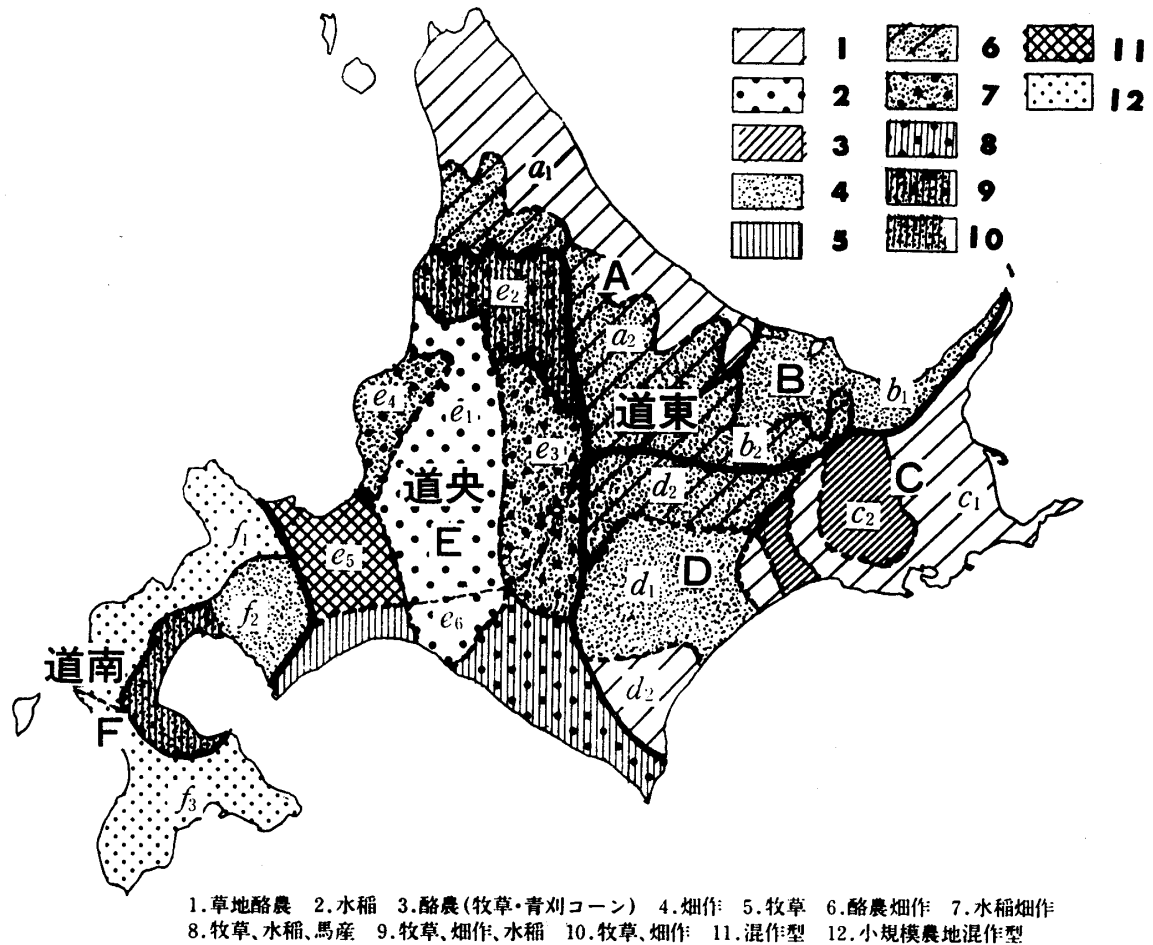 1
2
3
4
5
6
7
8
9
10
11
12
a₁
A
e₂
a₂
B
b₁
道東
e₄
e₁
e₃
b₂
道央
d₂
C
c₂
c₁
E
f₁
e₅
D
d₁
f₂
e₆
道南
d₂
F
f₃
1.草地酪農 2.水稲 3.酪農(牧草・青刈コーン) 4.畑作 5.牧草 6.酪農畑作 7.水稲畑作
8.牧草、水稲、馬産 9.牧草、畑作、水稲 10.牧草、畑作 11.混作型 12.小規模農地混作型